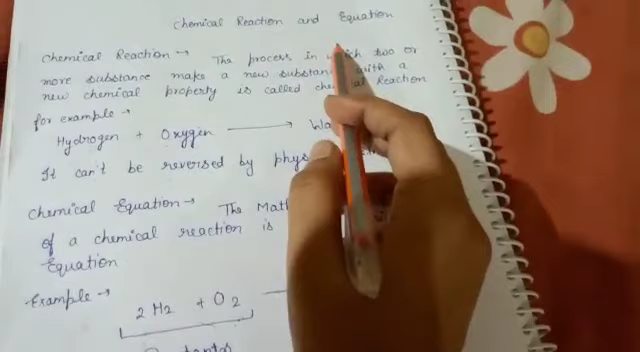 Chemical Reaction and Equation
Chemical Reaction → The process in which two or
more substance make a new substance with a
new chemical property is called chemical Reaction
for example →
Hydrogen + Oxygen → Wa
It can't be reversed by phys
Chemical Equation → The Math
of a chemical reaction is
Equation
Example →
2 H2 + O2